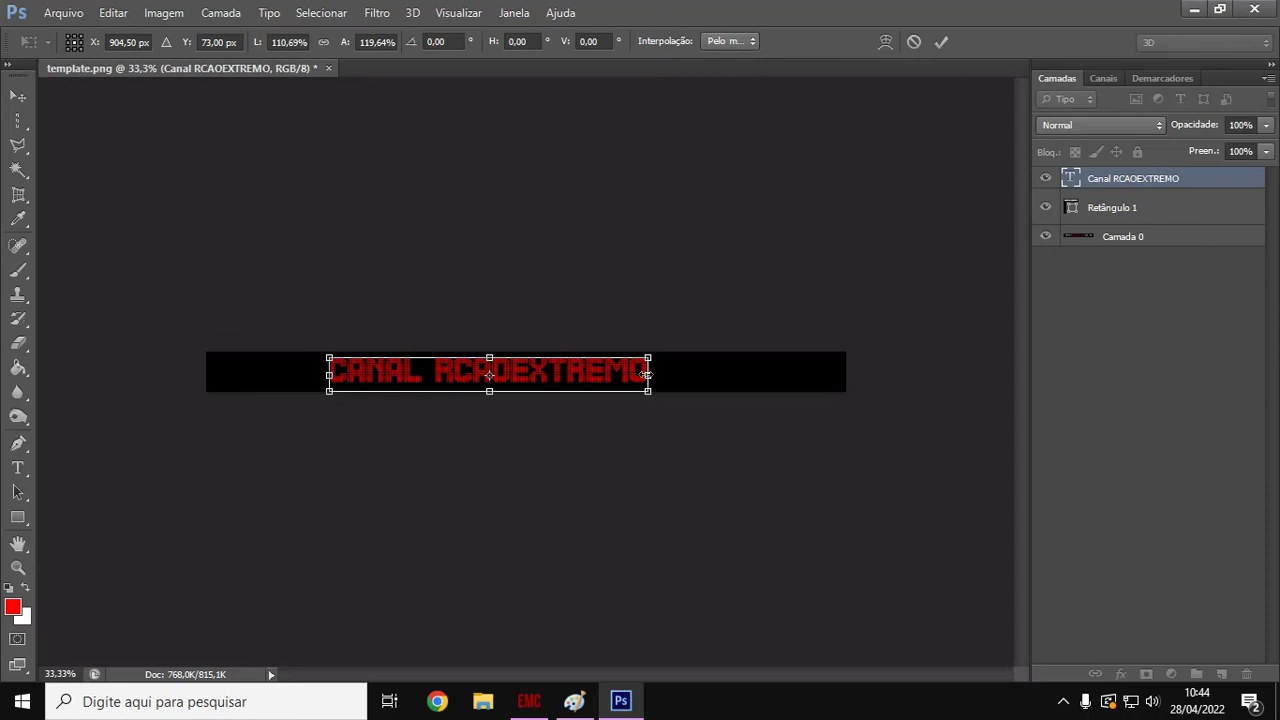 Ps Arquivo Editar Imagem Camada Tipo Selecionar Filtro 3D Visualizar Janela Ajuda
X: 904,50 px Y: 73,00 px L: 110,69% A: 119,64% 0,00 ° H: 0,00 ° V: 0,00 ° Interpolação: Pelo m... 3D
template.png @ 33,3% (Canal RCAOEXTREMO, RGB/8) * ×
Camadas Canais Demarcadores
Tipo
Normal Opacidade: 100%
Bloq.: Preen.: 100%
Canal RCAOEXTREMO
Retângulo 1
Camada 0
CANAL RCAOEXTREMO
33,33% Doc: 768,0K/815,1K
Digite aqui para pesquisar EMC Ps
10:44
28/04/2022
2